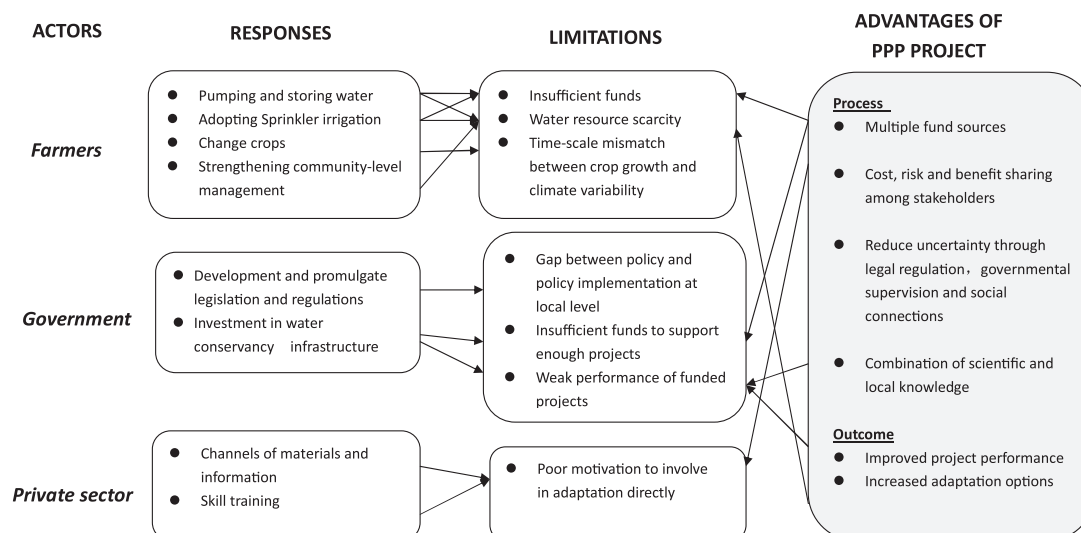 ACTORS
RESPONSES
LIMITATIONS
ADVANTAGES OF
PPP PROJECT
Farmers
● Pumping and storing water
● Adopting Sprinkler irrigation
● Change crops
● Strengthening community-level
management
● Insufficient funds
● Water resource scarcity
● Time-scale mismatch
between crop growth and
climate variability
Government
● Development and promulgate
legislation and regulations
● Investment in water
conservancy infrastructure
● Gap between policy and
policy implementation at
local level
● Insufficient funds to support
enough projects
● Weak performance of funded
projects
Private sector
● Channels of materials and
information
● Skill training
● Poor motivation to involve
in adaptation directly
Process
● Multiple fund sources
● Cost, risk and benefit sharing
among stakeholders
● Reduce uncertainty through
legal regulation， governmental
supervision and social
connections
● Combination of scientific and
local knowledge
Outcome
● Improved project performance
● Increased adaptation options